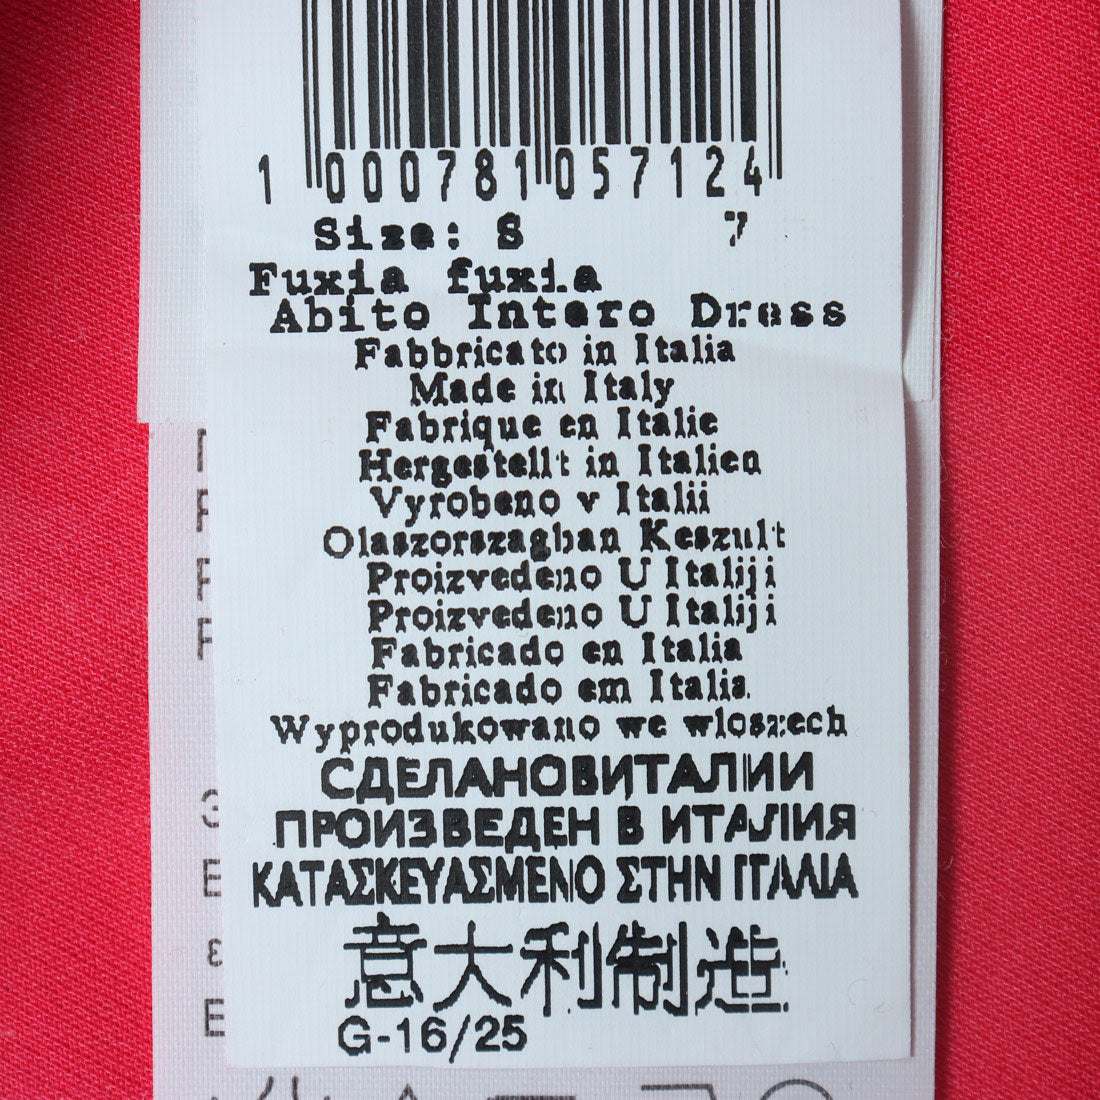 1 000781 057124
Size: S 7
Fuxia fuxia
Abito Intero Dress
Fabbricato in Italia
Made in Italy
Fabrique en Italie
Hergestellt in Italien
Vyrobeno v Italii
Olaszorszagban Keszult
Proizvedeno U Italiji
Proizvedeno U Italiji
Fabricado en Italia
Fabricado em Italia
Wyprodukowano we wloszech
СДЕЛАНОВИТАЛИИ
ПРОИЗВЕДЕН В ИТАЛИЯ
ΚΑΤΑΣΚΕΥΑΣΜΕΝΟ ΣΤΗΝ ΙΤΑΛΙΑ
意大利制造
G-16/25